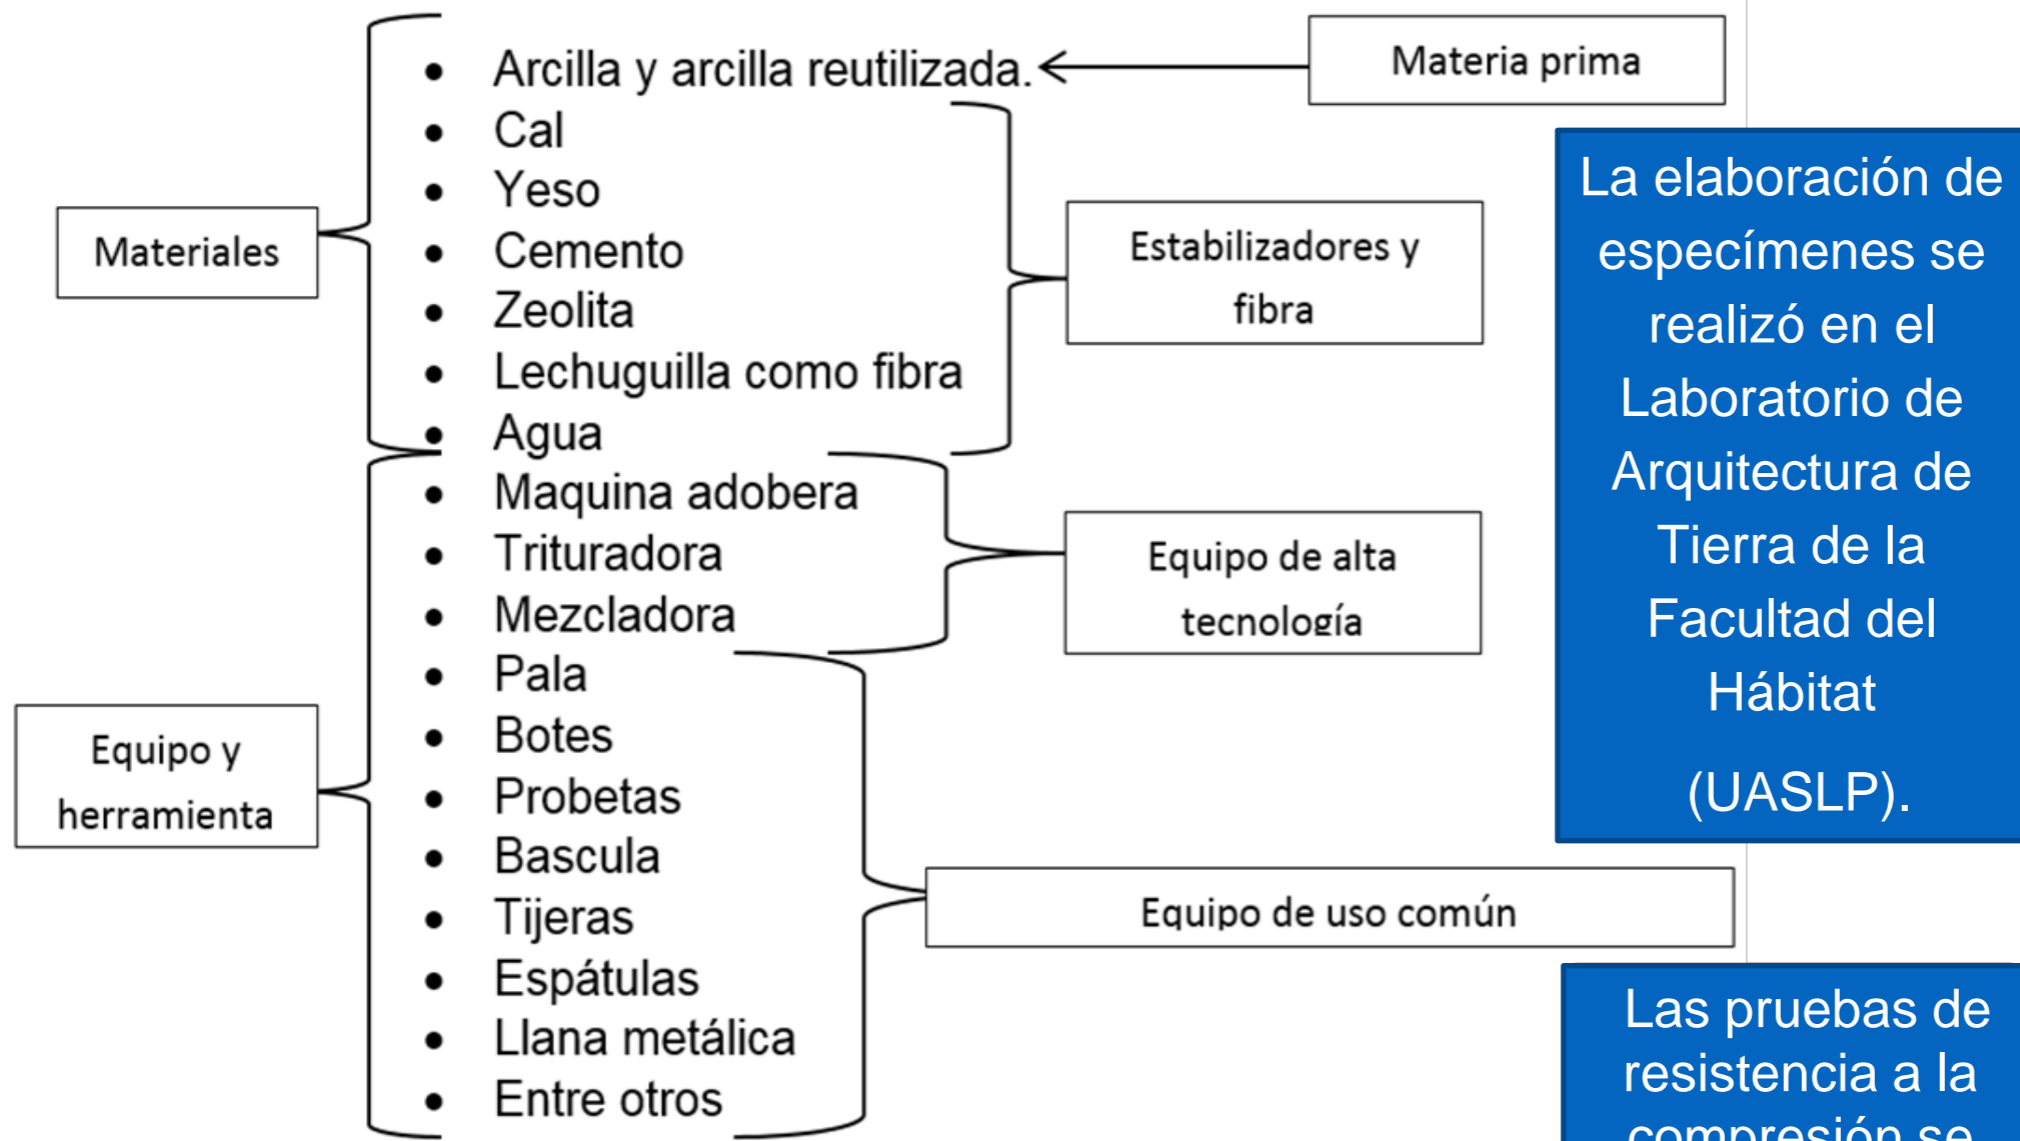 Materiales
Equipo y
herramienta
• Arcilla y arcilla reutilizada.
• Cal
• Yeso
• Cemento
• Zeolita
• Lechuguilla como fibra
• Agua
• Maquina adobera
• Trituradora
• Mezcladora
• Pala
• Botes
• Probetas
• Bascula
• Tijeras
• Espátulas
• Llana metálica
• Entre otros
Materia prima
Estabilizadores y
fibra
Equipo de alta
tecnología
Equipo de uso común
La elaboración de
especímenes se
realizó en el
Laboratorio de
Arquitectura de
Tierra de la
Facultad del
Hábitat
(UASLP).
Las pruebas de
resistencia a la
compresión se